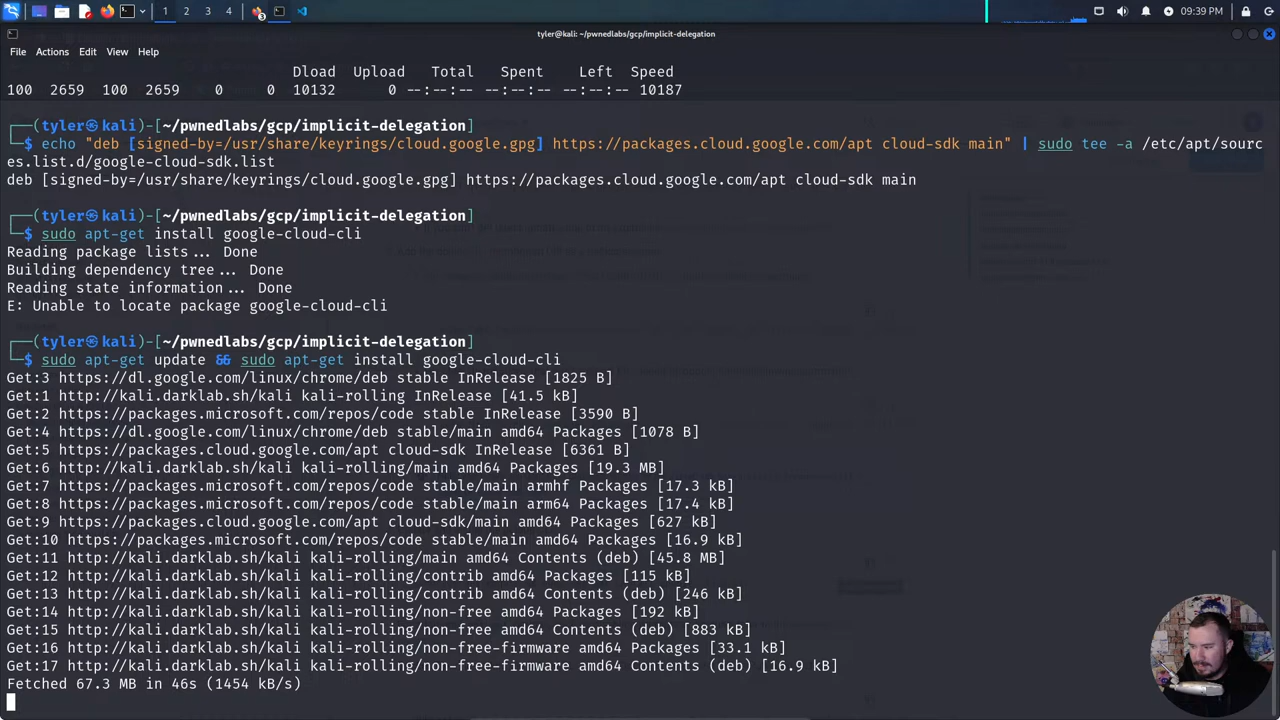 1 2 3 4
3
09:39 PM
tyler@kali: ~/pwnedlabs/gcp/implicit-delegation
File Actions Edit View Help
Dload Upload Total Spent Left Speed
100 2659 100 2659 0 0 10132 0 --:--:-- --:--:-- --:--:-- 10187
┌──(tyler㉿kali)-[~/pwnedlabs/gcp/implicit-delegation]
└─$ echo "deb [signed-by=/usr/share/keyrings/cloud.google.gpg] https://packages.cloud.google.com/apt cloud-sdk main" | sudo tee -a /etc/apt/sourc
es.list.d/google-cloud-sdk.list
deb [signed-by=/usr/share/keyrings/cloud.google.gpg] https://packages.cloud.google.com/apt cloud-sdk main
┌──(tyler㉿kali)-[~/pwnedlabs/gcp/implicit-delegation]
└─$ sudo apt-get install google-cloud-cli
Reading package lists... Done
Building dependency tree... Done
Reading state information... Done
E: Unable to locate package google-cloud-cli
┌──(tyler㉿kali)-[~/pwnedlabs/gcp/implicit-delegation]
└─$ sudo apt-get update && sudo apt-get install google-cloud-cli
Get:3 https://dl.google.com/linux/chrome/deb stable InRelease [1825 B]
Get:1 http://kali.darklab.sh/kali kali-rolling InRelease [41.5 kB]
Get:2 https://packages.microsoft.com/repos/code stable InRelease [3590 B]
Get:4 https://dl.google.com/linux/chrome/deb stable/main amd64 Packages [1078 B]
Get:5 https://packages.cloud.google.com/apt cloud-sdk InRelease [6361 B]
Get:6 http://kali.darklab.sh/kali kali-rolling/main amd64 Packages [19.3 MB]
Get:7 https://packages.microsoft.com/repos/code stable/main armhf Packages [17.3 kB]
Get:8 https://packages.microsoft.com/repos/code stable/main arm64 Packages [17.4 kB]
Get:9 https://packages.cloud.google.com/apt cloud-sdk/main amd64 Packages [627 kB]
Get:10 https://packages.microsoft.com/repos/code stable/main amd64 Packages [16.9 kB]
Get:11 http://kali.darklab.sh/kali kali-rolling/main amd64 Contents (deb) [45.8 MB]
Get:12 http://kali.darklab.sh/kali kali-rolling/contrib amd64 Packages [115 kB]
Get:13 http://kali.darklab.sh/kali kali-rolling/contrib amd64 Contents (deb) [246 kB]
Get:14 http://kali.darklab.sh/kali kali-rolling/non-free amd64 Packages [192 kB]
Get:15 http://kali.darklab.sh/kali kali-rolling/non-free amd64 Contents (deb) [883 kB]
Get:16 http://kali.darklab.sh/kali kali-rolling/non-free-firmware amd64 Packages [33.1 kB]
Get:17 http://kali.darklab.sh/kali kali-rolling/non-free-firmware amd64 Contents (deb) [16.9 kB]
Fetched 67.3 MB in 46s (1454 kB/s)